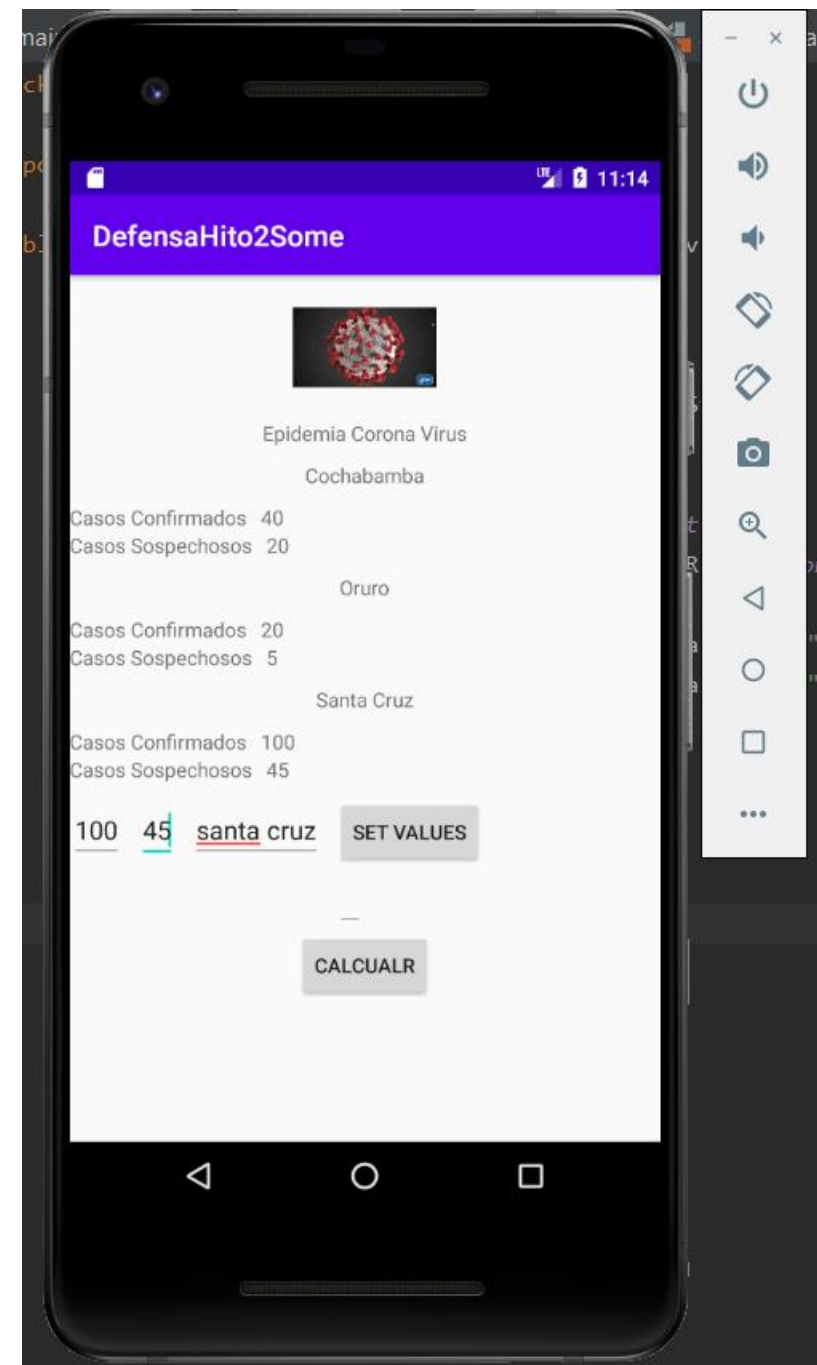 LTE 11:14
DefensaHito2Some
Epidemia Corona Virus
Cochabamba
Casos Confirmados 40
Casos Sospechosos 20
Oruro
Casos Confirmados 20
Casos Sospechosos 5
Santa Cruz
Casos Confirmados 100
Casos Sospechosos 45
100 45 santa cruz SET VALUES
CALCUALR